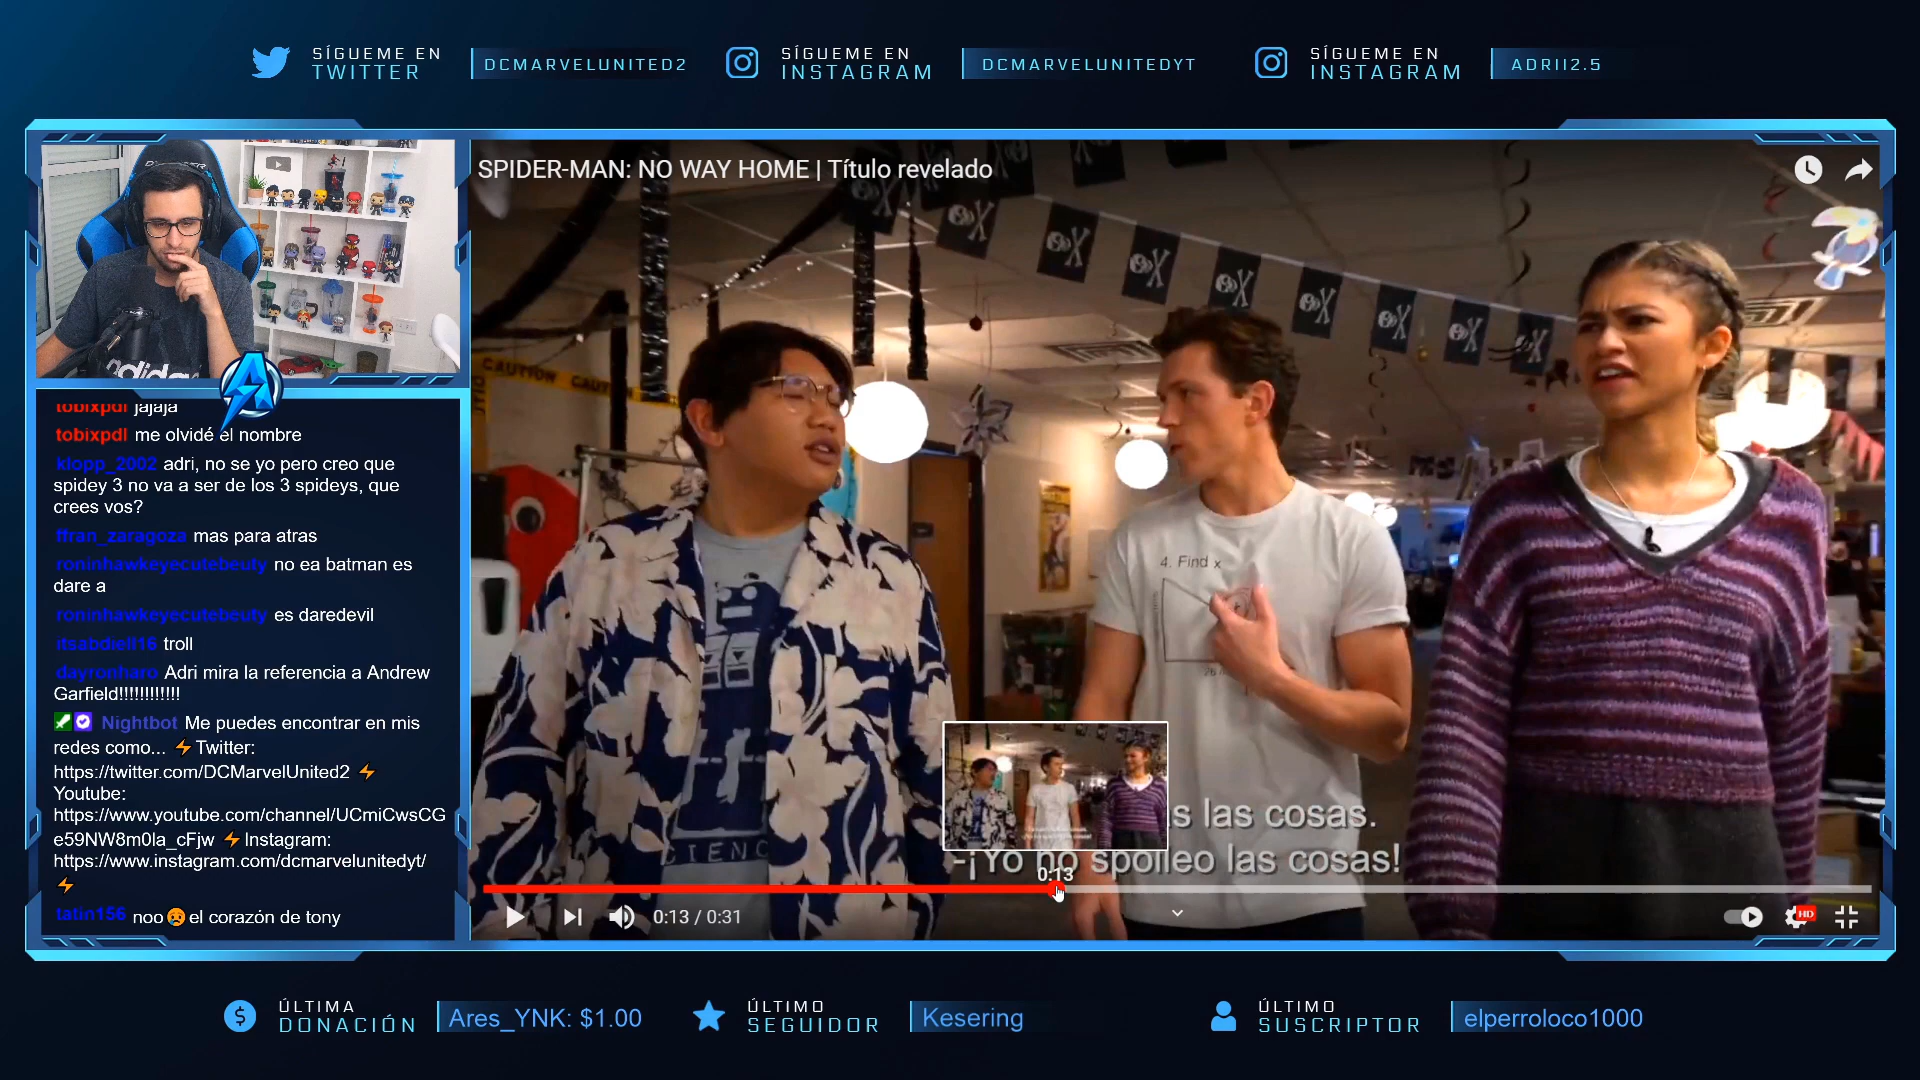 SÍGUEME EN
TWITTER
DCMARVELUNITED2
SÍGUEME EN
INSTAGRAM
DCMARVELUNITEDYT
SÍGUEME EN
INSTAGRAM
ADRII2.5
SPIDER-MAN: NO WAY HOME | Título revelado
CAUTION
adidas
4. Find x
tobixpdl jajaja
tobixpdl me olvidé el nombre
klopp_2002 adri, no se yo pero creo que
spidey 3 no va a ser de los 3 spideys, que
crees vos?
ffran_zaragoza mas para atras
roninhawkeyecutebeuty no ea batman es
dare a
roninhawkeyecutebeuty es daredevil
itsabdiell16 troll
dayronharo Adri mira la referencia a Andrew
Garfield!!!!!!!!!!!!
Nightbot Me puedes encontrar en mis
redes como... ⚡ Twitter:
https://twitter.com/DCMarvelUnited2 ⚡
Youtube:
https://www.youtube.com/channel/UCmiCwsCG
e59NW8m0la_cFjw ⚡ Instagram:
https://www.instagram.com/dcmarvelunitedyt/
⚡
tatin156 noo😥el corazón de tony
s las cosas.
-¡Yo no spoileo las cosas!
0:13
0:13 / 0:31
HD
ÚLTIMA
DONACIÓN
Ares_YNK: $1.00
ÚLTIMO
SEGUIDOR
Kesering
ÚLTIMO
SUSCRIPTOR
elperroloco1000